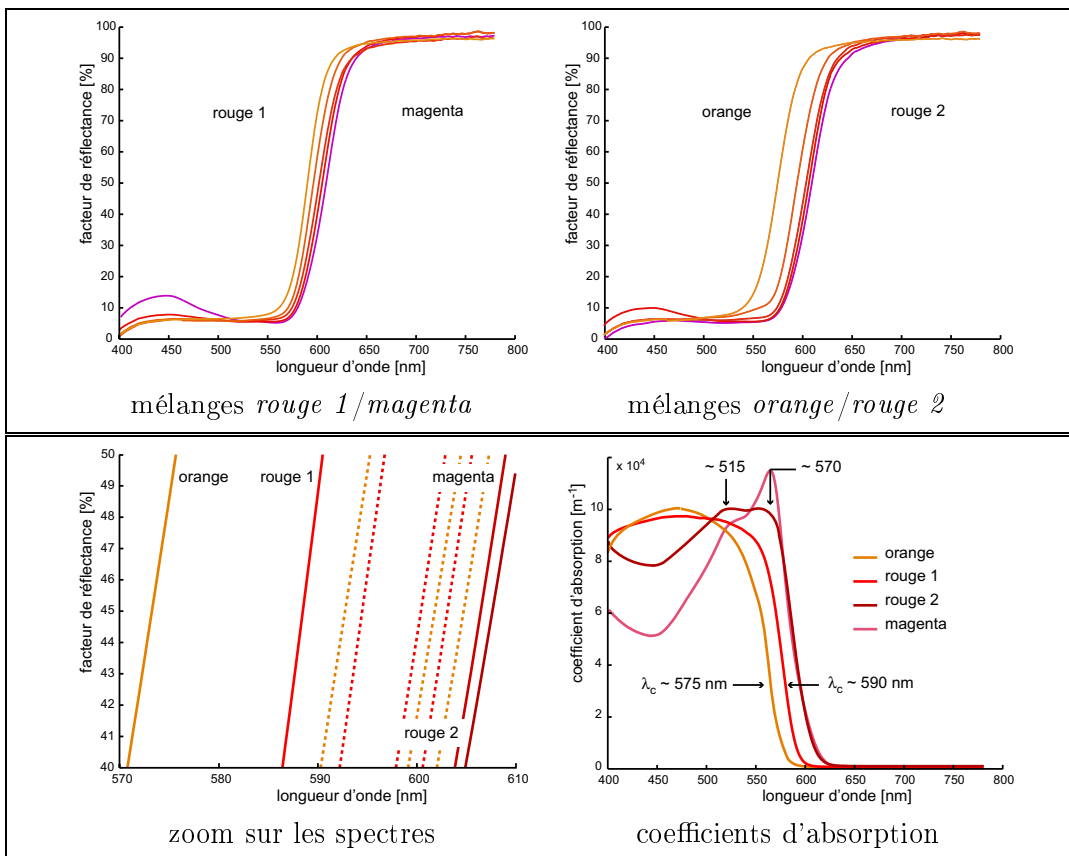 100
90
80
70
60
50
40
30
20
10
0
facteur de réflectance [%]
rouge 1
magenta
400 450 500 550 600 650 700 750 800
longueur d'onde [nm]
mélanges rouge 1/magenta
100
90
80
70
60
50
40
30
20
10
0
facteur de réflectance [%]
orange
rouge 2
400 450 500 550 600 650 700 750 800
longueur d'onde [nm]
mélanges orange/rouge 2
50
49
48
47
46
45
44
43
42
41
40
facteur de réflectance [%]
orange
rouge 1
magenta
rouge 2
570 580 590 600 610
longueur d'onde [nm]
zoom sur les spectres
x 10⁴
~ 515
~ 570
10
8
6
4
2
0
coefficient d'absorption [m⁻¹]
orange
rouge 1
rouge 2
magenta
λc ~ 575 nm
λc ~ 590 nm
400 450 500 550 600 650 700 750 800
longueur d'onde [nm]
coefficients d'absorption